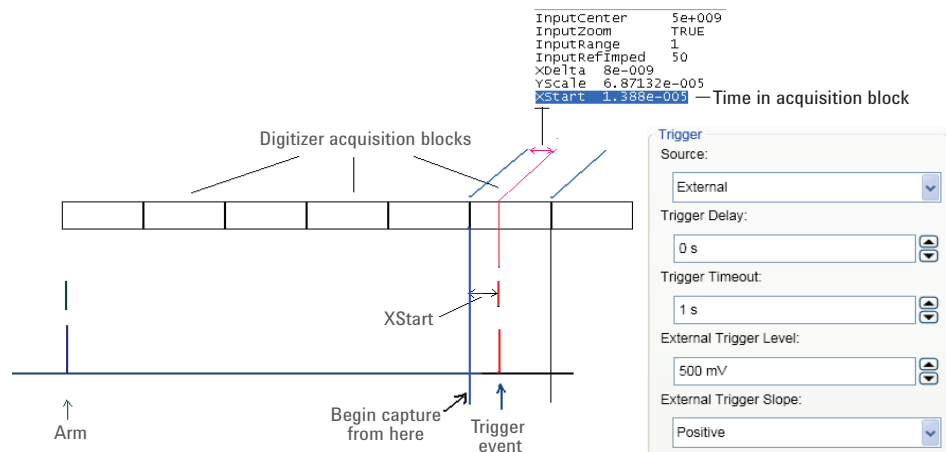 InputCenter 5e+009
InputZoom TRUE
InputRange 1
InputRefImped 50
XDelta 8e-009
YScale 6.87132e-005
XStart 1.388e-005
Time in acquisition block
Digitizer acquisition blocks
XStart
Arm
Begin capture
from here
Trigger
event
Trigger
Source:
External
Trigger Delay:
0 s
Trigger Timeout:
1 s
External Trigger Level:
500 mV
External Trigger Slope:
Positive